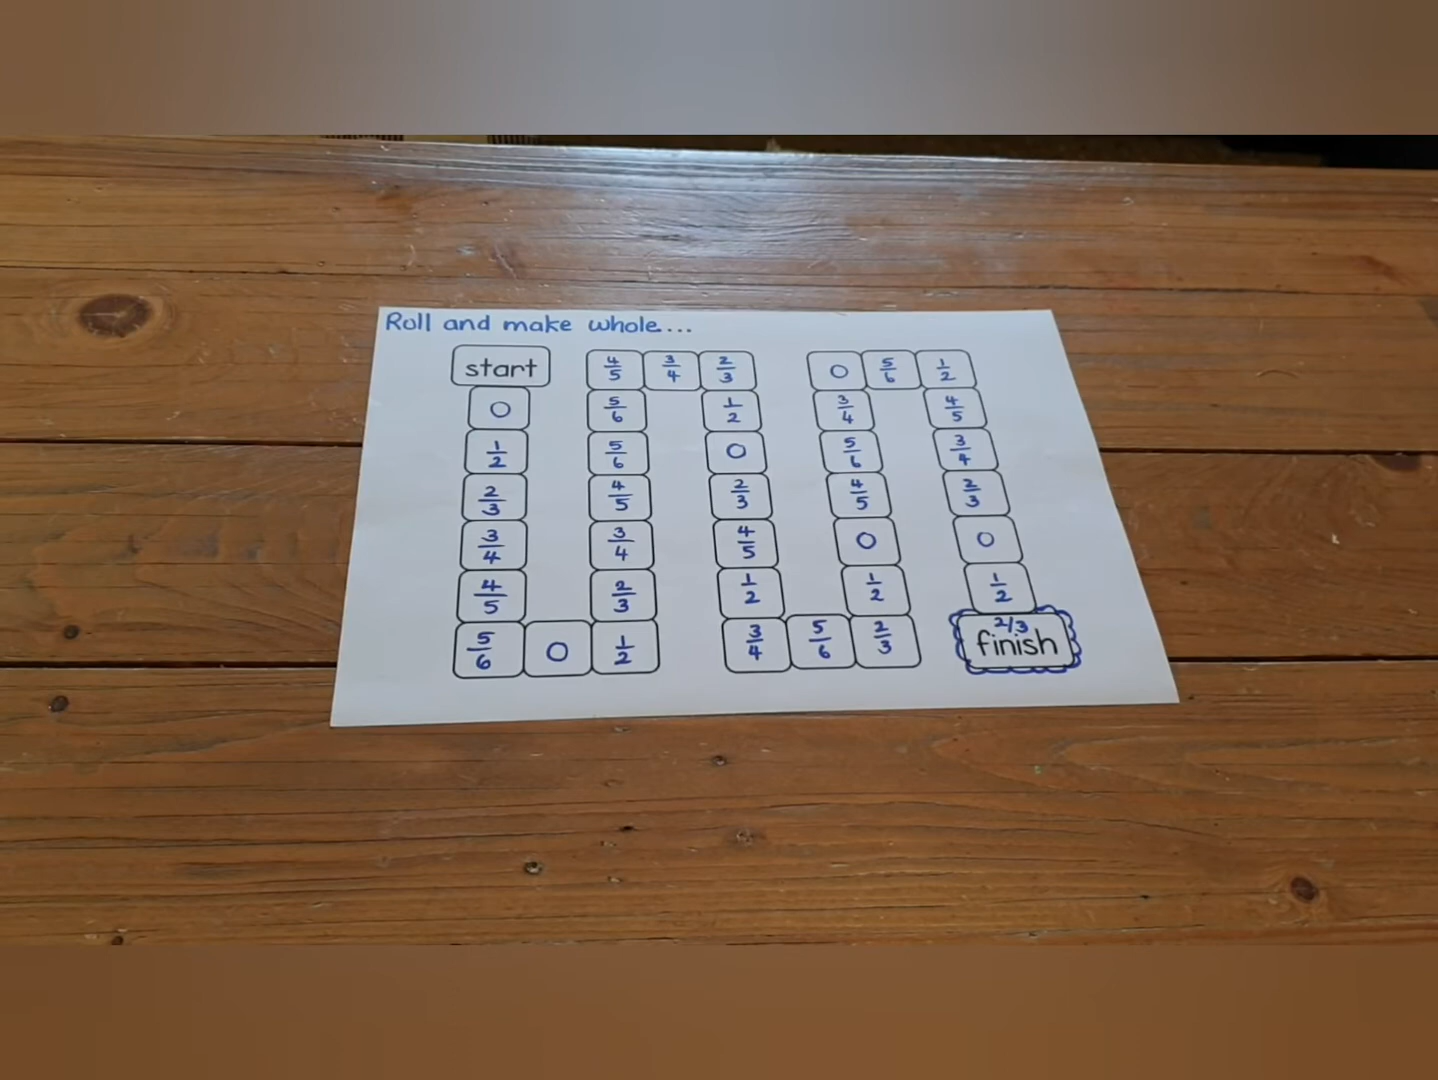 Roll and make whole...
start 4/5 3/4 2/3 0 5/6 1/2
0 5/6 1/2 3/4 4/5
1/2 5/6 0 5/6 3/4
2/3 4/5 2/3 4/5 2/3
3/4 3/4 4/5 0 0
4/5 2/3 1/2 1/2 1/2
5/6 0 1/2 3/4 5/6 2/3 2/3
finish